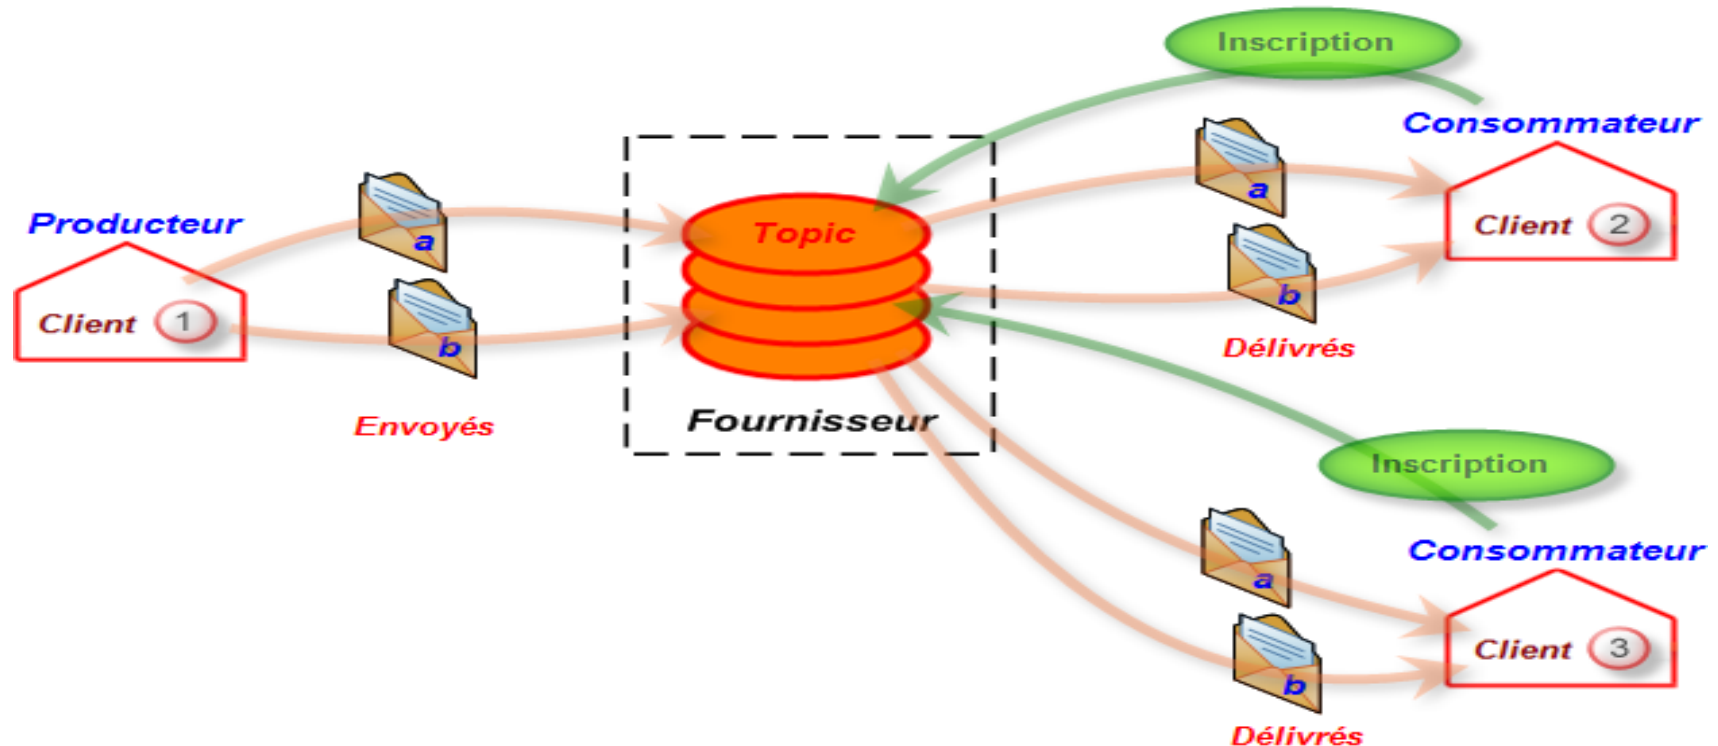 Inscription
Consommateur
a
Client 2
b
Délivrés
Producteur
Client 1
a
b
Envoyés
Topic
Fournisseur
Inscription
Consommateur
a
Client 3
b
Délivrés